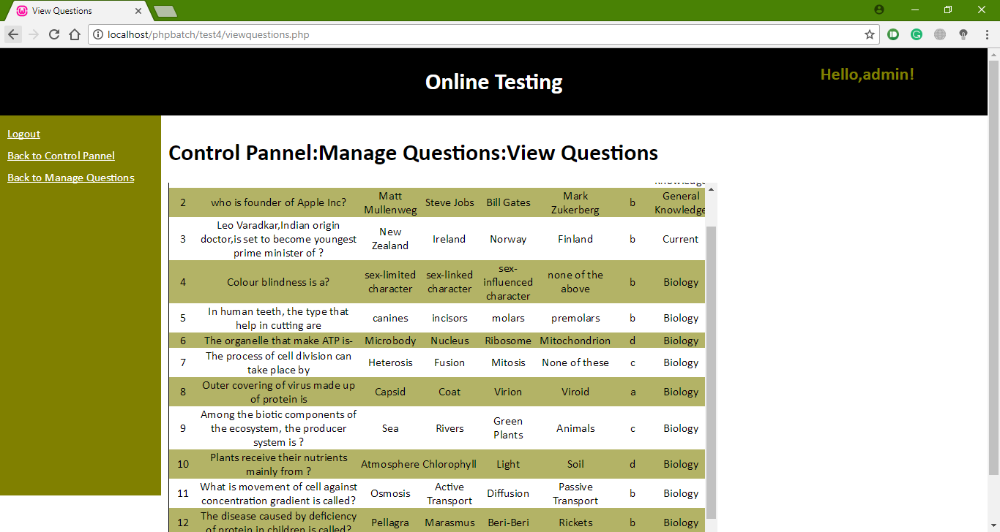 View Questions
localhost/phpbatch/test4/viewquestions.php
Online Testing
Hello,admin!
Logout
Back to Control Pannel
Back to Manage Questions
Control Pannel:Manage Questions:View Questions
Knowledge
2 who is founder of Apple Inc? Matt Mullenweg Steve Jobs Bill Gates Mark Zukerberg b General Knowledge
3 Leo Varadkar,Indian origin doctor,is set to become youngest prime minister of ? New Zealand Ireland Norway Finland b Current
4 Colour blindness is a? sex-limited character sex-linked character sex-influenced character none of the above b Biology
5 In human teeth, the type that help in cutting are canines incisors molars premolars b Biology
6 The organelle that make ATP is- Microbody Nucleus Ribosome Mitochondrion d Biology
7 The process of cell division can take place by Heterosis Fusion Mitosis None of these c Biology
8 Outer covering of virus made up of protein is Capsid Coat Virion Viroid a Biology
9 Among the biotic components of the ecosystem, the producer system is ? Sea Rivers Green Plants Animals c Biology
10 Plants receive their nutrients mainly from ? Atmosphere Chlorophyll Light Soil d Biology
11 What is movement of cell against concentration gradient is called? Osmosis Active Transport Diffusion Passive Transport b Biology
12 The disease caused by deficiency of protein in children is called? Pellagra Marasmus Beri-Beri Rickets b Biology